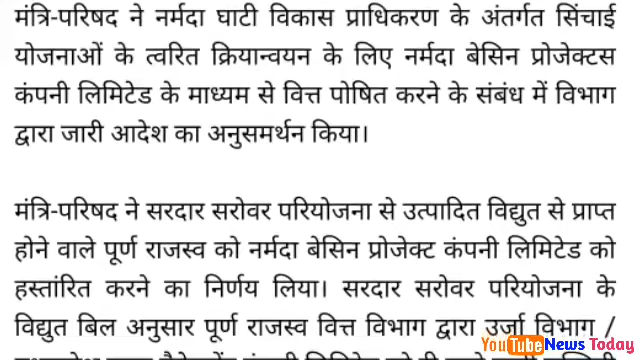 मंत्रि-परिषद ने नर्मदा घाटी विकास प्राधिकरण के अंतर्गत सिंचाई
योजनाओं के त्वरित क्रियान्वयन के लिए नर्मदा बेसिन प्रोजेक्टस
कंपनी लिमिटेड के माध्यम से वित्त पोषित करने के संबंध में विभाग
द्वारा जारी आदेश का अनुसमर्थन किया।
मंत्रि-परिषद ने सरदार सरोवर परियोजना से उत्पादित विद्युत से प्राप्त
होने वाले पूर्ण राजस्व को नर्मदा बेसिन प्रोजेक्ट कंपनी लिमिटेड को
हस्तांरित करने का निर्णय लिया। सरदार सरोवर परियोजना के
विद्युत बिल अनुसार पूर्ण राजस्व वित्त विभाग द्वारा उर्जा विभाग /
YouTube News Today